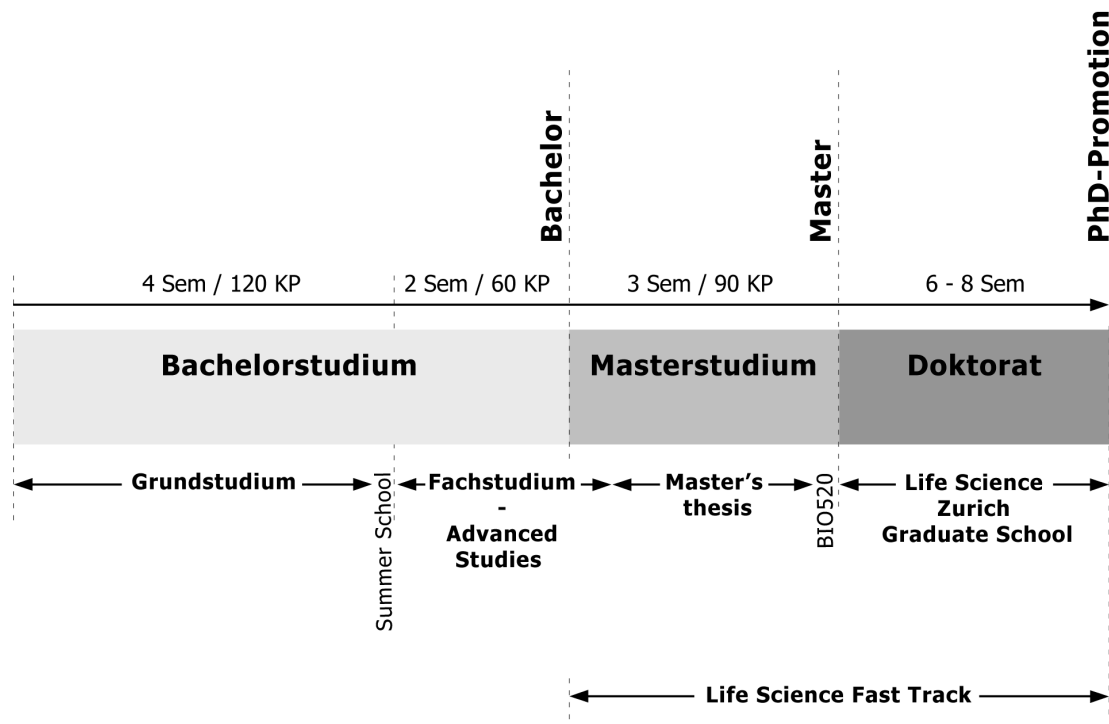 Bachelor
Master
PhD-Promotion
4 Sem / 120 KP
2 Sem / 60 KP
3 Sem / 90 KP
6 - 8 Sem
Bachelorstudium
Masterstudium
Doktorat
Grundstudium
Summer School
Fachstudium
-
Advanced
Studies
Master's
thesis
BIO520
Life Science
Zurich
Graduate School
Life Science Fast Track